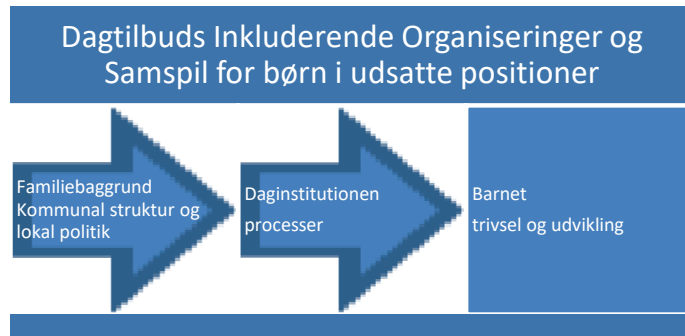 Dagtilbuds Inkluderende Organiseringer og
Samspil for børn i udsatte positioner
Familiebaggrund
Kommunal struktur og
lokal politik
Daginstitutionen
processer
Barnet
trivsel og udvikling